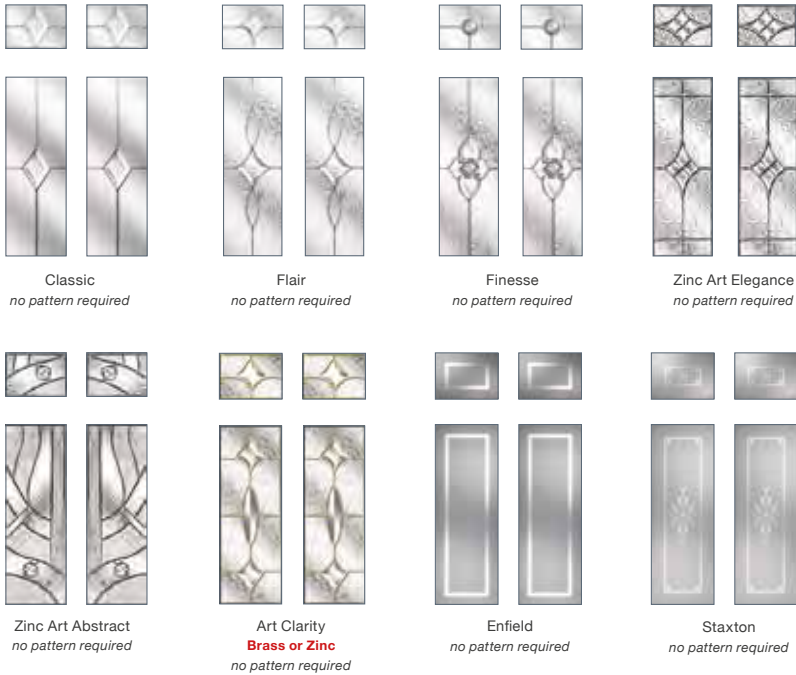 Classic
no pattern required
Flair
no pattern required
Finesse
no pattern required
Zinc Art Elegance
no pattern required
Zinc Art Abstract
no pattern required
Art Clarity
Brass or Zinc
no pattern required
Enfield
no pattern required
Staxton
no pattern required